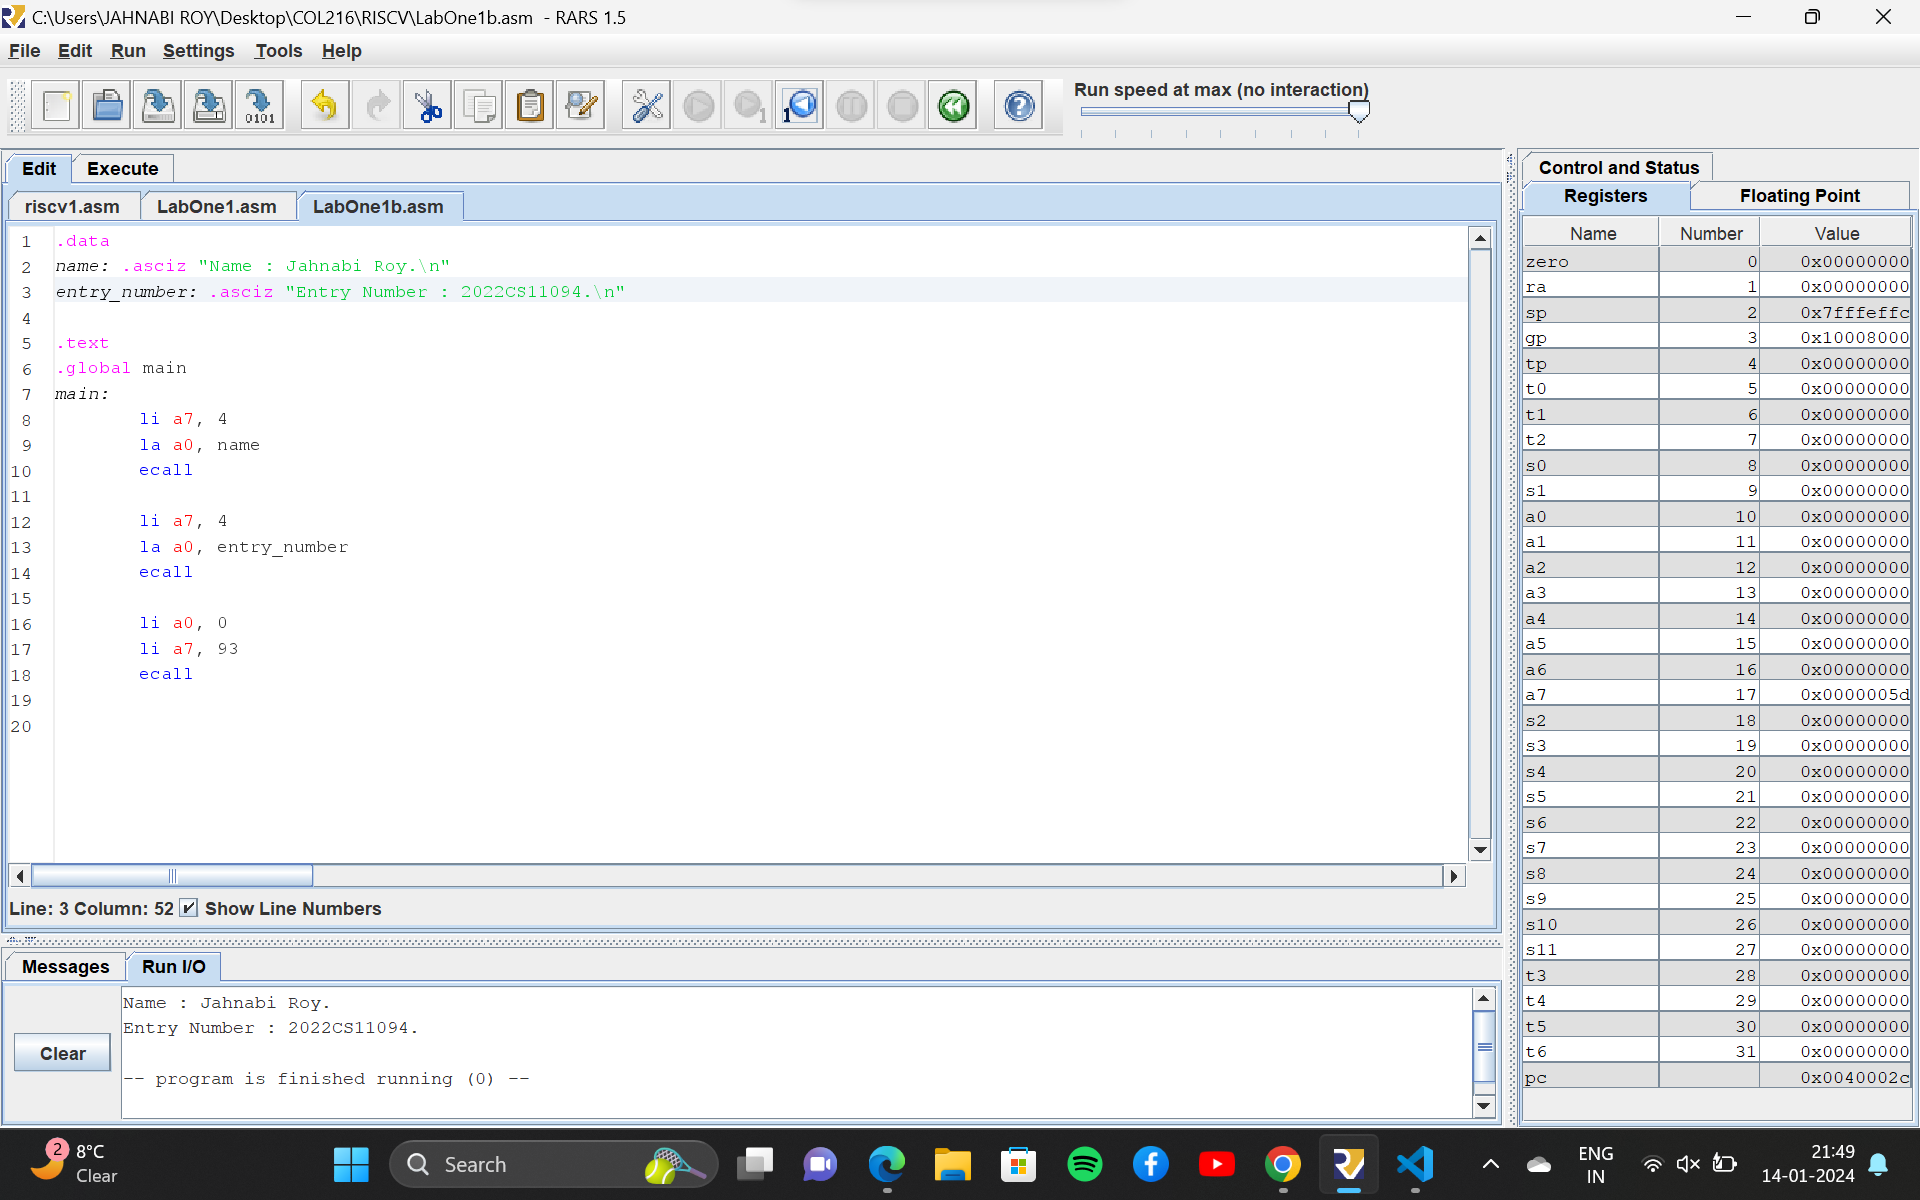 C:\Users\JAHNABI ROY\Desktop\COL216\RISCV\LabOne1b.asm - RARS 1.5
File Edit Run Settings Tools Help
Run speed at max (no interaction)
Edit Execute
riscv1.asm LabOne1.asm LabOne1b.asm
1 .data
2 name: .asciz "Name : Jahnabi Roy.\n"
3 entry_number: .asciz "Entry Number : 2022CS11094.\n"
4
5 .text
6 .global main
7 main:
8 li a7, 4
9 la a0, name
10 ecall
11
12 li a7, 4
13 la a0, entry_number
14 ecall
15
16 li a0, 0
17 li a7, 93
18 ecall
19
20
Line: 3 Column: 52 Show Line Numbers
Messages Run I/O
Clear
Name : Jahnabi Roy.
Entry Number : 2022CS11094.
-- program is finished running (0) --
Control and Status
Registers Floating Point
Name Number Value
zero 0 0x00000000
ra 1 0x00000000
sp 2 0x7fffeffc
gp 3 0x10008000
tp 4 0x00000000
t0 5 0x00000000
t1 6 0x00000000
t2 7 0x00000000
s0 8 0x00000000
s1 9 0x00000000
a0 10 0x00000000
a1 11 0x00000000
a2 12 0x00000000
a3 13 0x00000000
a4 14 0x00000000
a5 15 0x00000000
a6 16 0x00000000
a7 17 0x0000005d
s2 18 0x00000000
s3 19 0x00000000
s4 20 0x00000000
s5 21 0x00000000
s6 22 0x00000000
s7 23 0x00000000
s8 24 0x00000000
s9 25 0x00000000
s10 26 0x00000000
s11 27 0x00000000
t3 28 0x00000000
t4 29 0x00000000
t5 30 0x00000000
t6 31 0x00000000
pc 0x0040002c
2 8°C
Clear
Search
ENG
IN
21:49
14-01-2024